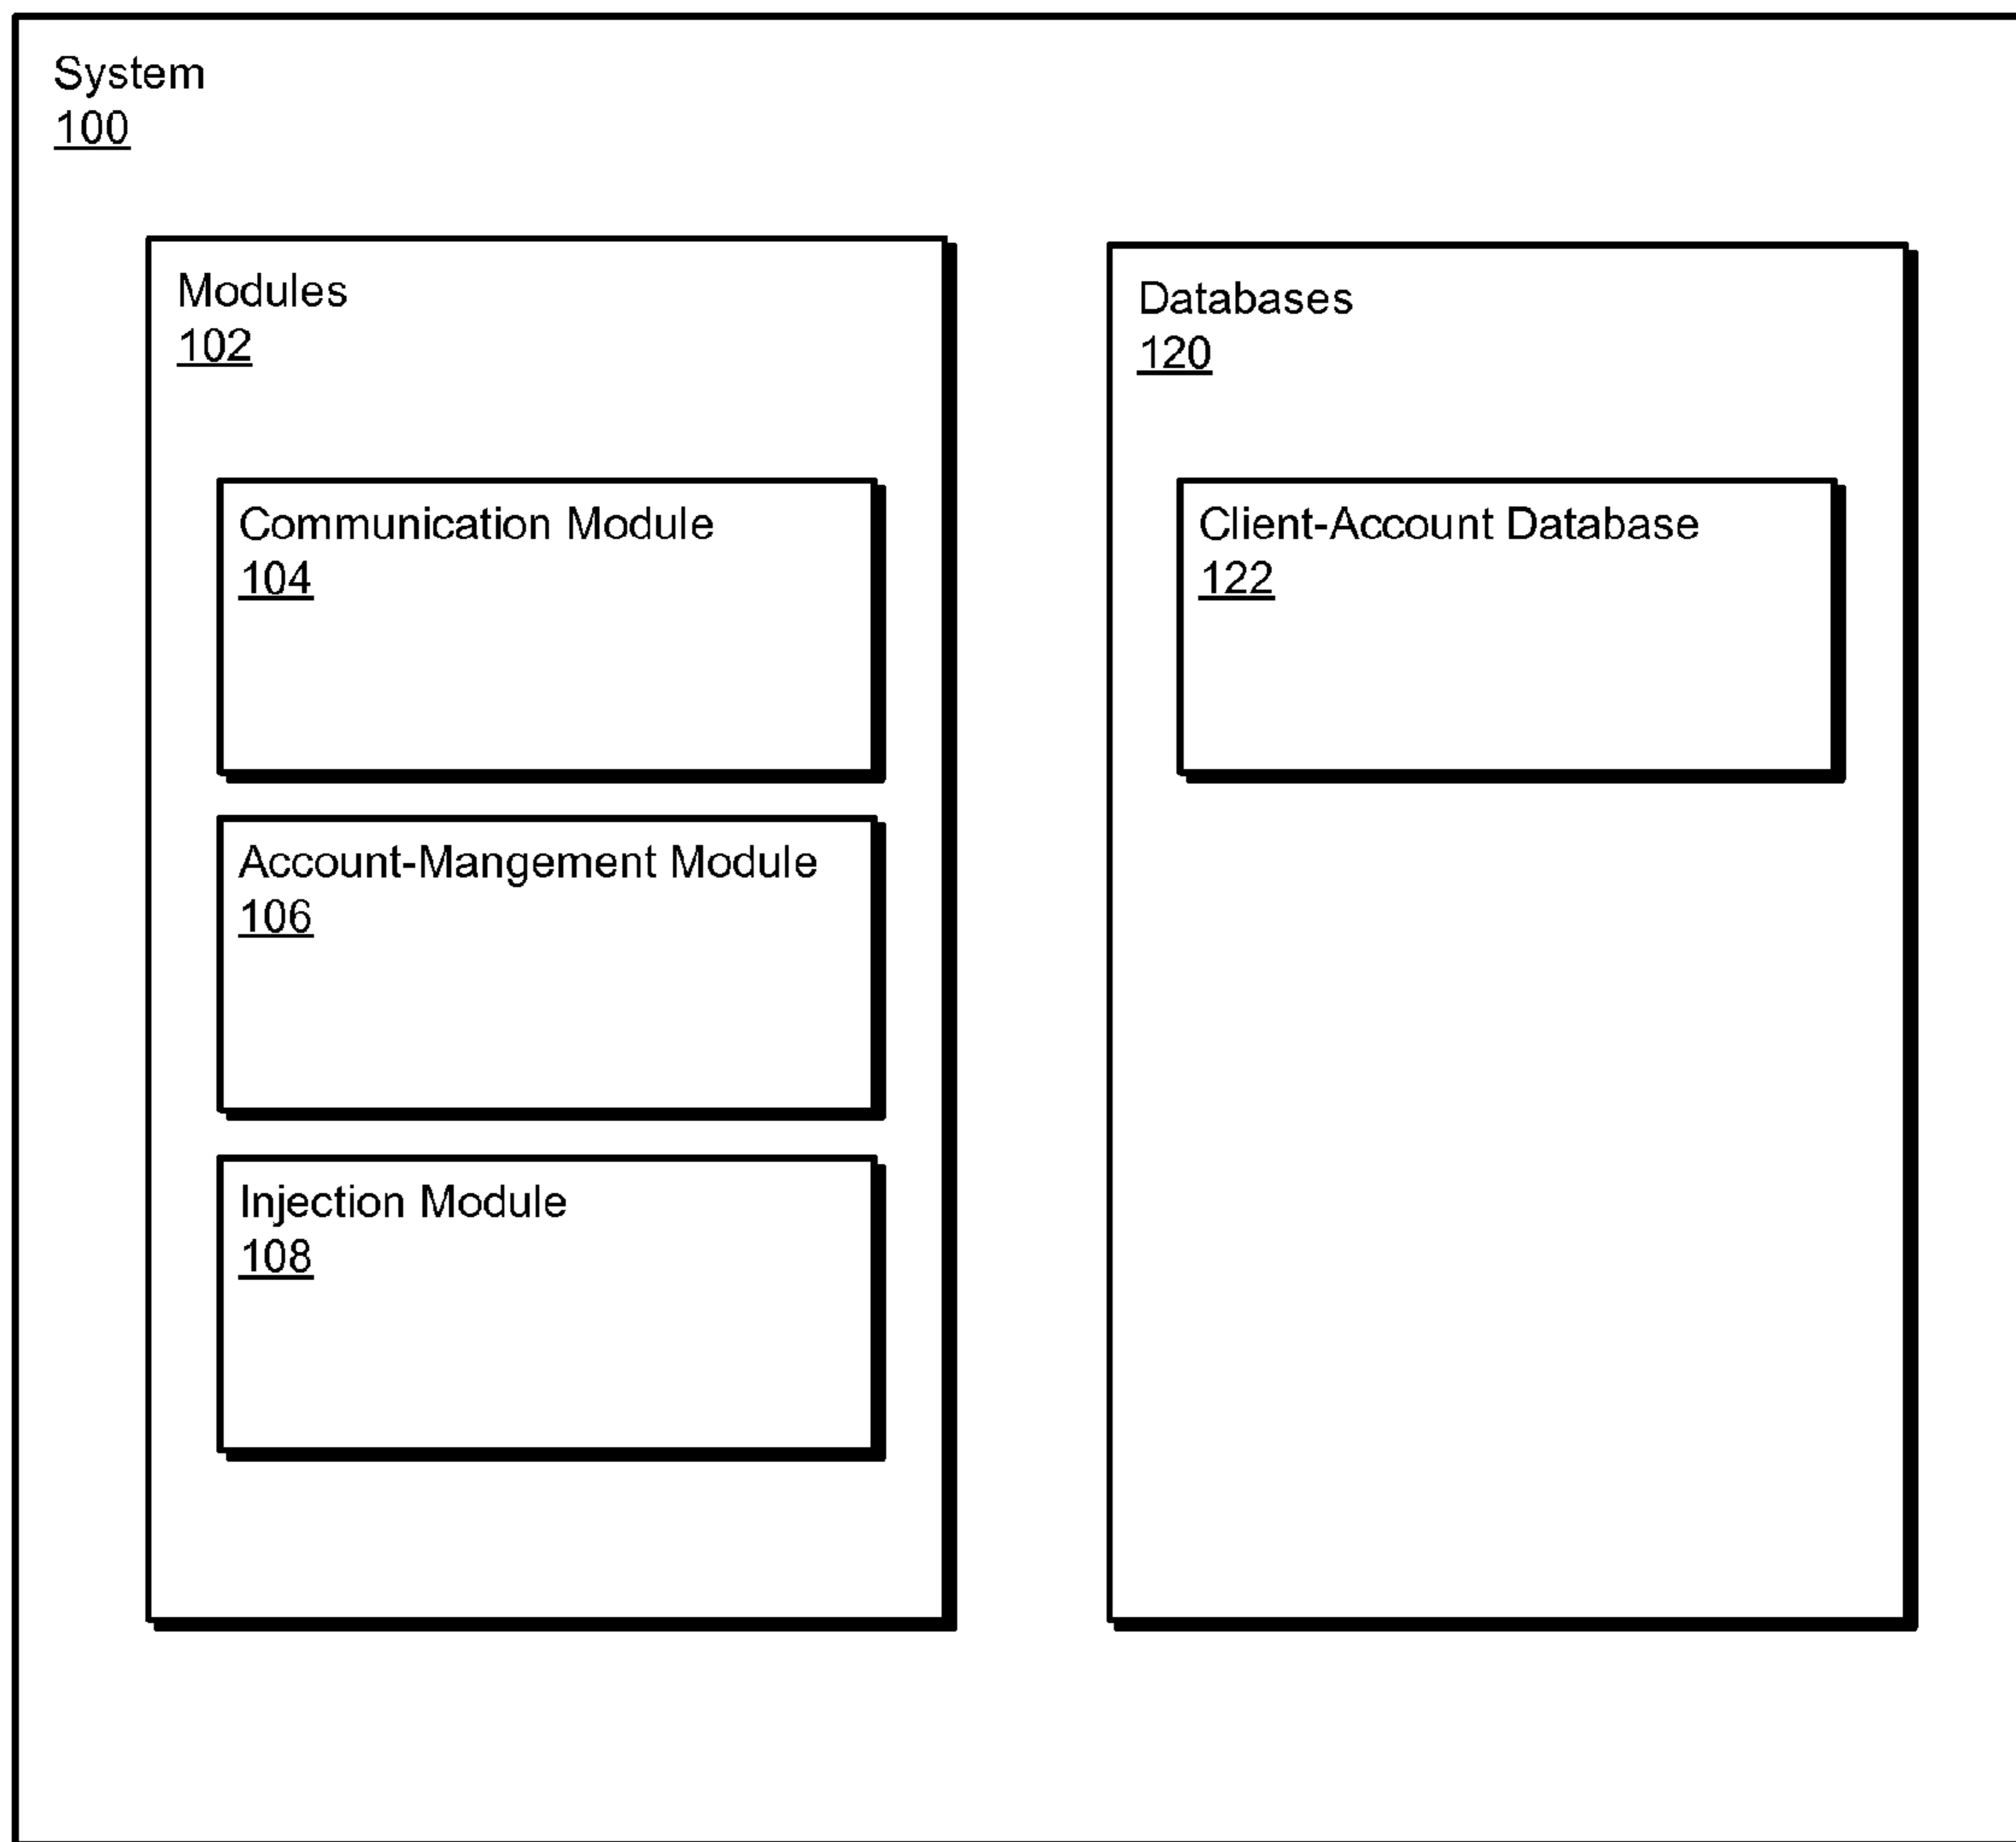 System
100
Modules
102
Communication Module
104
Account-Mangement Module
106
Injection Module
108
Databases
120
Client-Account Database
122